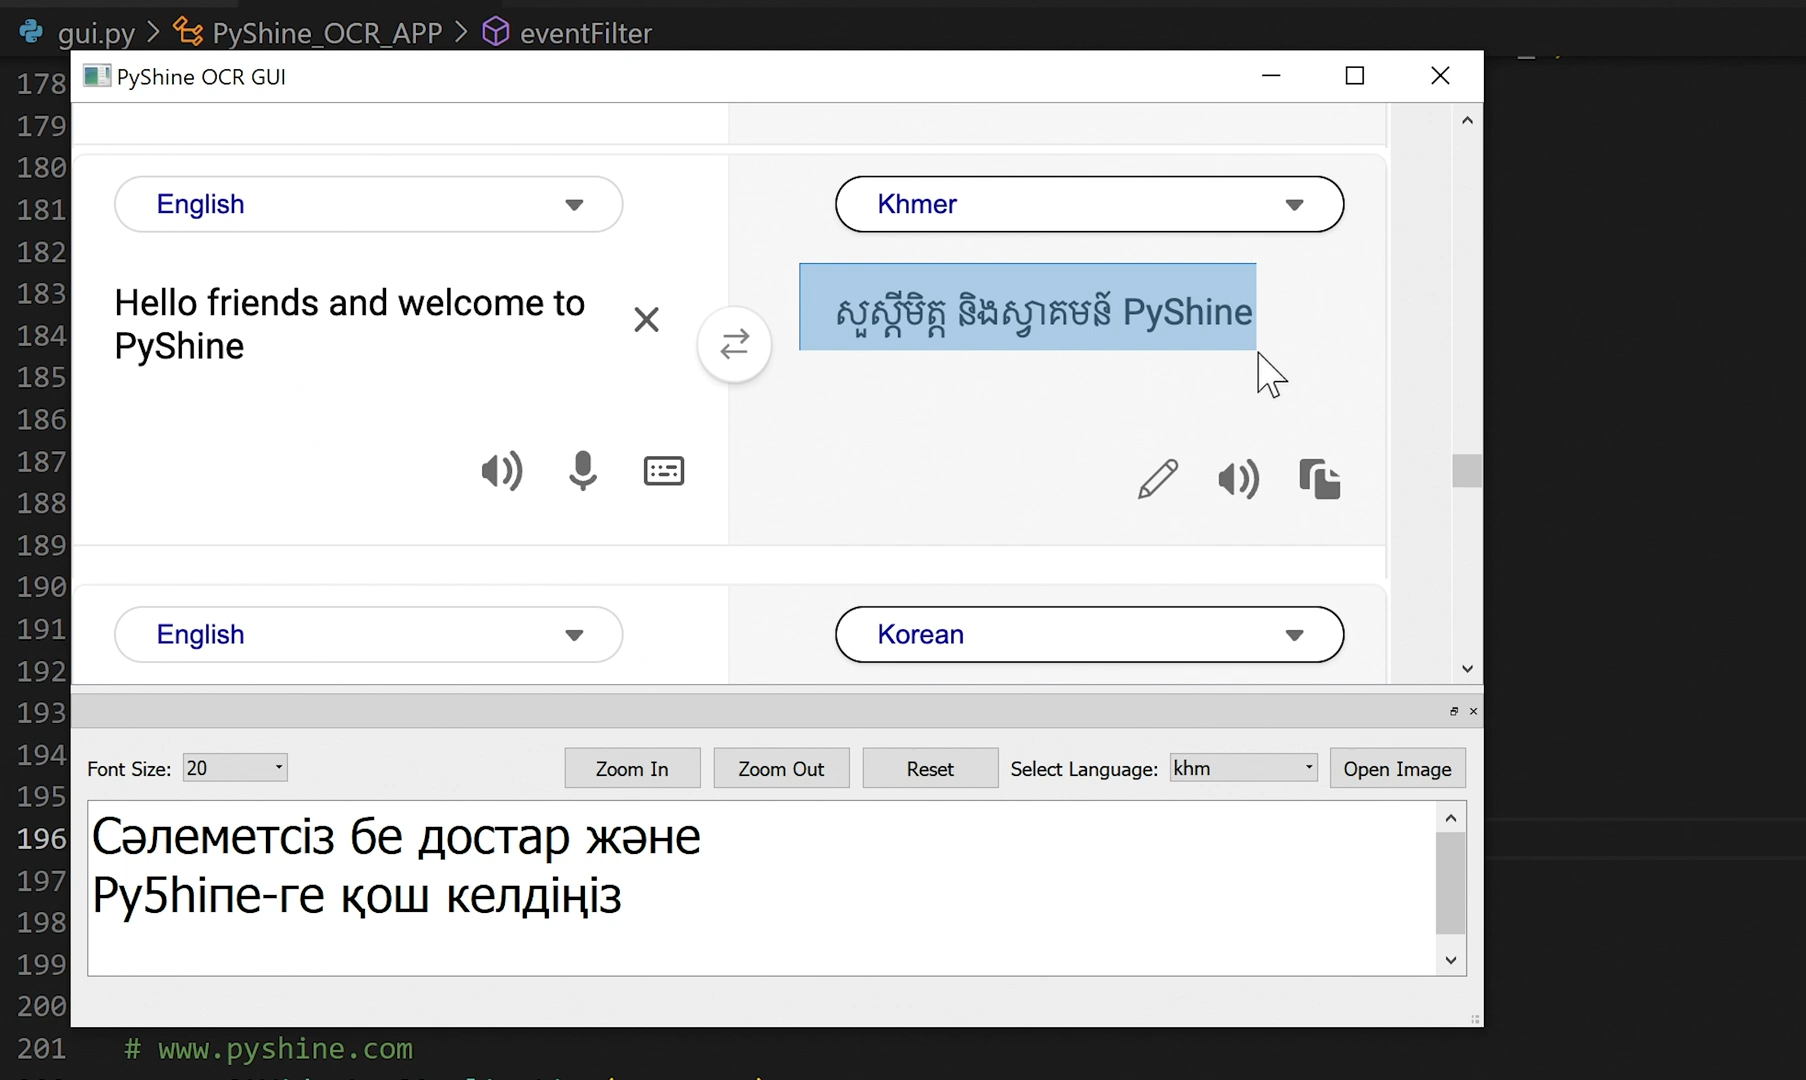 gui.py > PyShine_OCR_APP > eventFilter
178
PyShine OCR GUI
179
180
181
English
Khmer
182
183
Hello friends and welcome to
PyShine
សួស្តីមិត្ត និងស្វាគមន៍ PyShine
184
185
186
187
188
189
190
191
English
Korean
192
193
194
Font Size: 20
Zoom In
Zoom Out
Reset
Select Language: khm
Open Image
195
196
Сәлеметсіз бе достар және
Ру5hiпе-ге қош келдіңіз
197
198
199
200
201 # www.pyshine.com